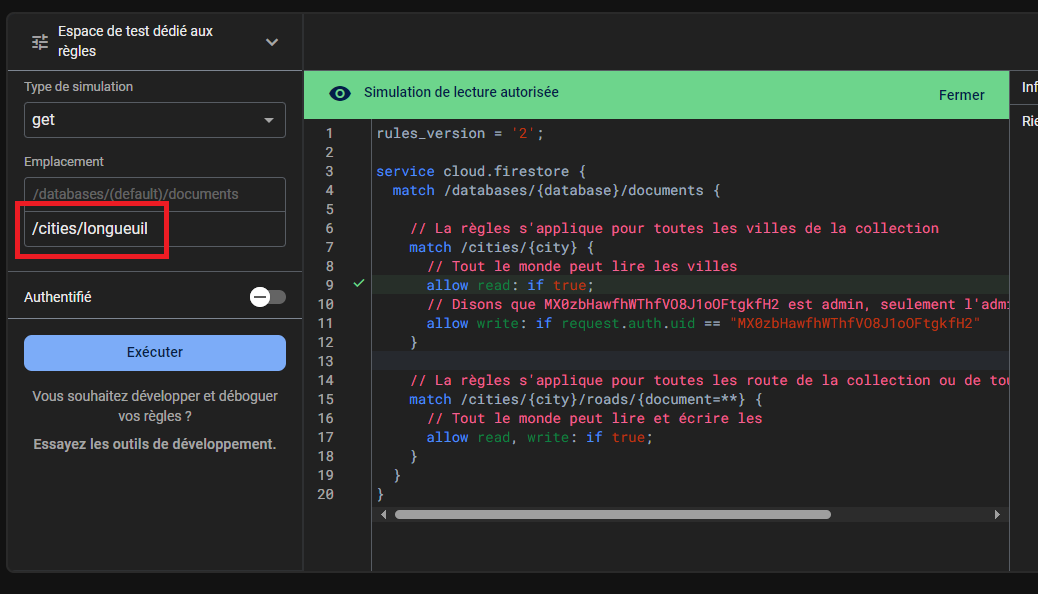 Espace de test dédié aux
règles
Type de simulation
get
Emplacement
/databases/(default)/documents
/cities/longueuil
Authentifié
Exécuter
Vous souhaitez développer et déboguer
vos règles ?
Essayez les outils de développement.
Simulation de lecture autorisée
Fermer
1 rules_version = '2';
2
3 service cloud.firestore {
4 match /databases/{database}/documents {
5
6 // La règles s'applique pour toutes les villes de la collection
7 match /cities/{city} {
8 // Tout le monde peut lire les villes
9 allow read: if true;
10 // Disons que MX0zbHawfhWThfVO8J1oOFtgkfH2 est admin, seulement l'admi
11 allow write: if request.auth.uid == "MX0zbHawfhWThfVO8J1oOFtgkfH2"
12 }
13
14 // La règles s'applique pour toutes les route de la collection ou de tou
15 match /cities/{city}/roads/{document=**} {
16 // Tout le monde peut lire et écrire les
17 allow read, write: if true;
18 }
19 }
20 }
Inf
Rie